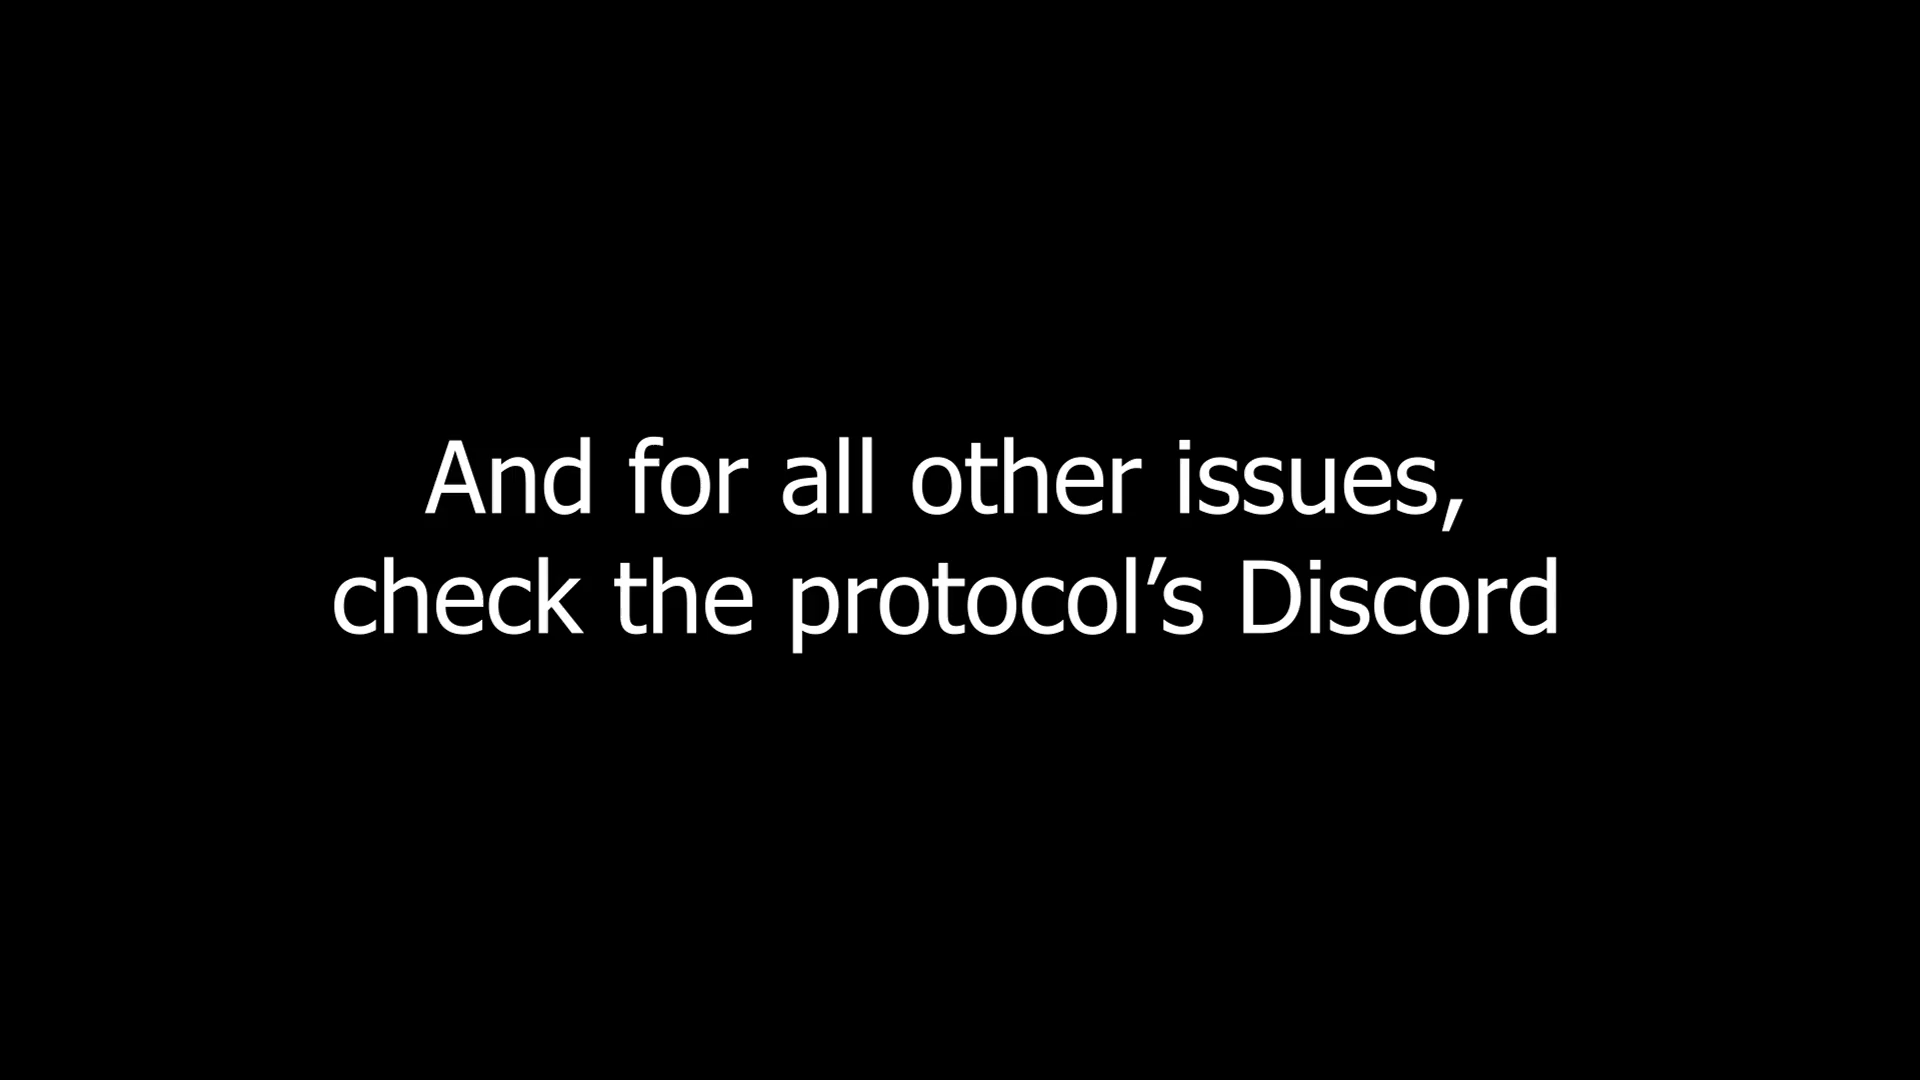 And for all other issues,
check the protocol’s Discord